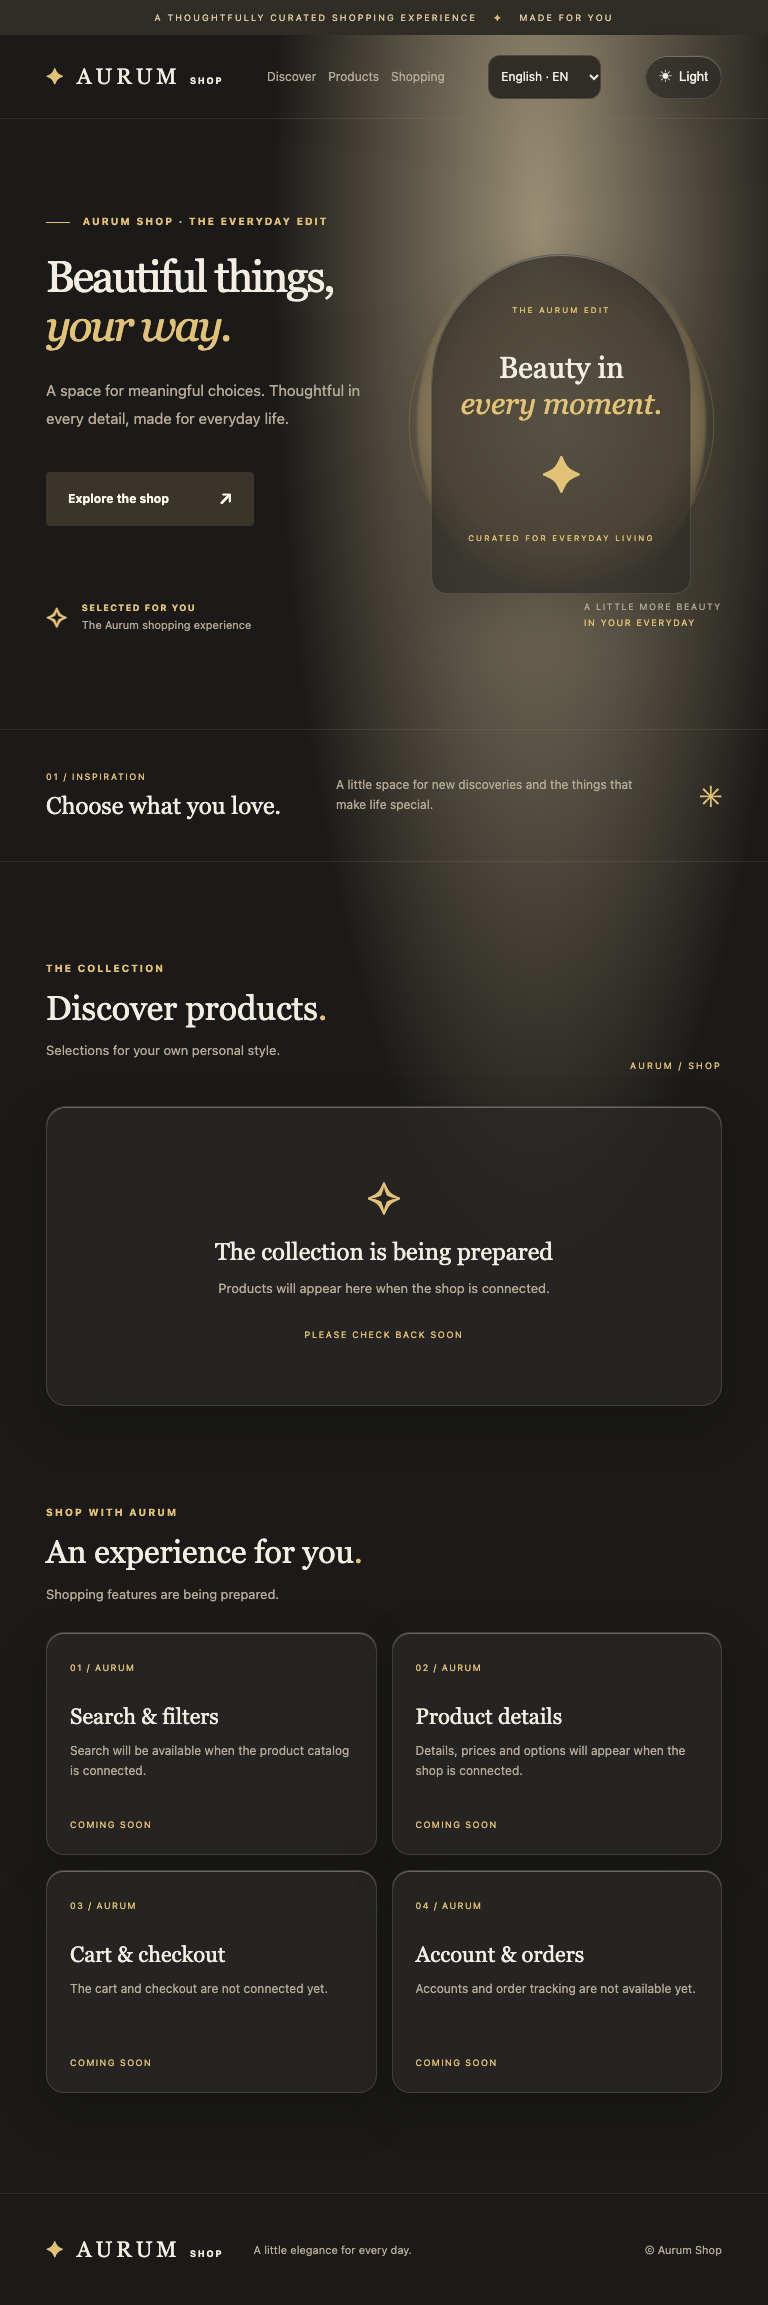 A THOUGHTFULLY CURATED SHOPPING EXPERIENCE ✦ MADE FOR YOU
AURUM SHOP
Discover Products Shopping
English · EN
Light
AURUM SHOP · THE EVERYDAY EDIT
Beautiful things,
your way.
A space for meaningful choices. Thoughtful in
every detail, made for everyday life.
Explore the shop
SELECTED FOR YOU
The Aurum shopping experience
THE AURUM EDIT
Beauty in
every moment.
CURATED FOR EVERYDAY LIVING
A LITTLE MORE BEAUTY
IN YOUR EVERYDAY
01 / INSPIRATION
Choose what you love.
A little space for new discoveries and the things that
make life special.
THE COLLECTION
Discover products.
Selections for your own personal style.
AURUM / SHOP
The collection is being prepared
Products will appear here when the shop is connected.
PLEASE CHECK BACK SOON
SHOP WITH AURUM
An experience for you.
Shopping features are being prepared.
01 / AURUM
Search & filters
Search will be available when the product catalog
is connected.
COMING SOON
02 / AURUM
Product details
Details, prices and options will appear when the
shop is connected.
COMING SOON
03 / AURUM
Cart & checkout
The cart and checkout are not connected yet.
COMING SOON
04 / AURUM
Account & orders
Accounts and order tracking are not available yet.
COMING SOON
AURUM SHOP
A little elegance for every day.
© Aurum Shop